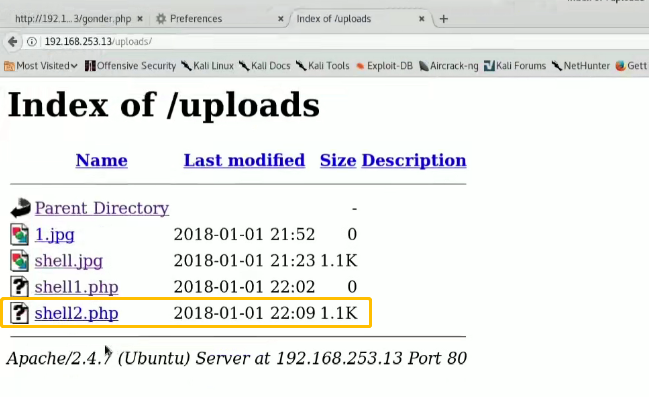 http://192.1...3/gonder.php × Preferences × Index of /uploads × +
192.168.253.13/uploads/
Most Visited Offensive Security Kali Linux Kali Docs Kali Tools Exploit-DB Aircrack-ng Kali Forums NetHunter Gett
Index of /uploads
Name Last modified Size Description
Parent Directory -
1.jpg 2018-01-01 21:52 0
shell.jpg 2018-01-01 21:23 1.1K
shell1.php 2018-01-01 22:02 0
shell2.php 2018-01-01 22:09 1.1K
Apache/2.4.7 (Ubuntu) Server at 192.168.253.13 Port 80